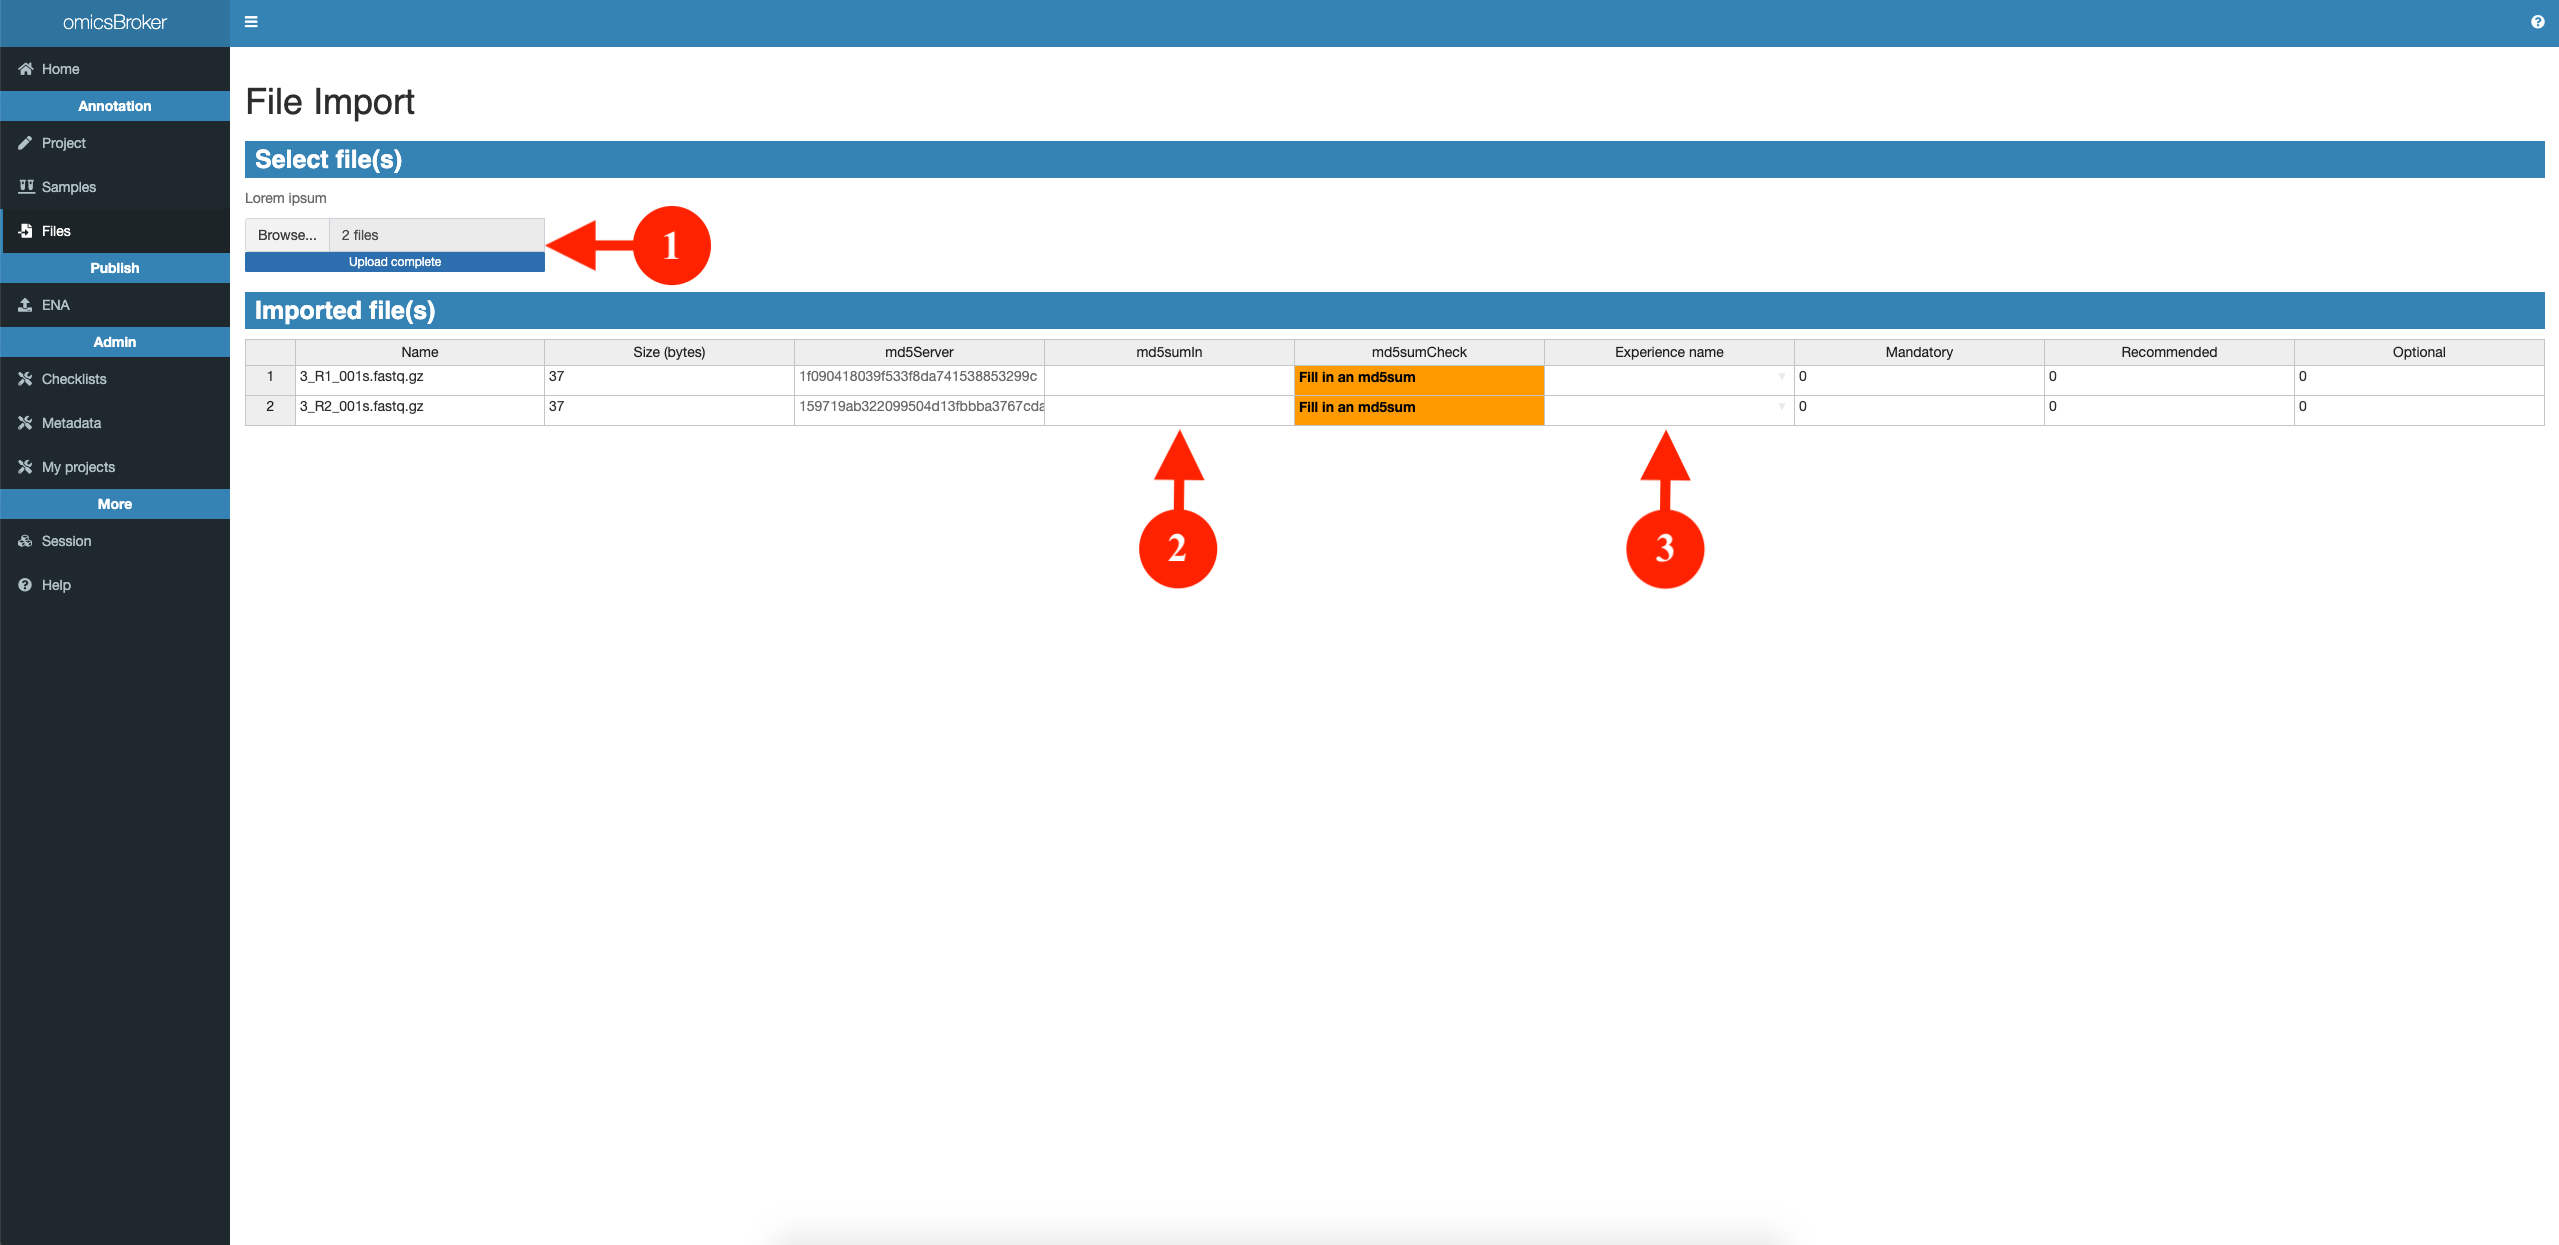 omicsBroker
Home
Annotation
Project
Samples
Files
Publish
ENA
Admin
Checklists
Metadata
My projects
More
Session
Help
File Import
Select file(s)
Lorem ipsum
Browse... 2 files
Upload complete
1
Imported file(s)
Name Size (bytes) md5Server md5sumIn md5sumCheck Experience name Mandatory Recommended Optional
1 3_R1_001s.fastq.gz 37 1f090418039f533f8da741538853299c Fill in an md5sum 0 0 0
2 3_R2_001s.fastq.gz 37 159719ab322099504d13fbbba3767cda Fill in an md5sum 0 0 0
2 3